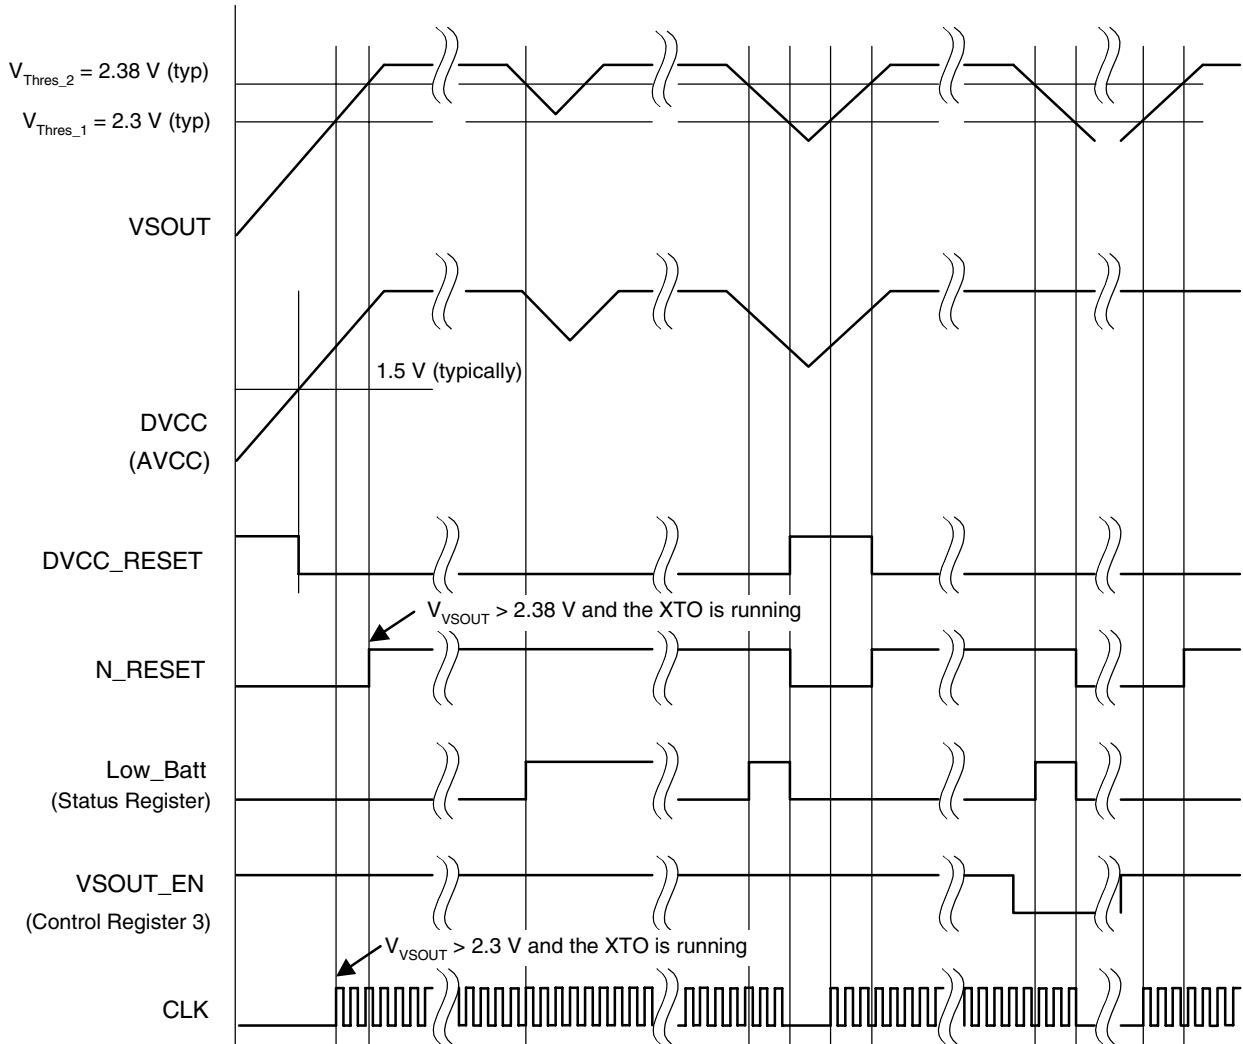 V_Thres_2 = 2.38 V (typ)
V_Thres_1 = 2.3 V (typ)
VSOUT
1.5 V (typically)
DVCC
(AVCC)
DVCC_RESET
V_VSOUT > 2.38 V and the XTO is running
N_RESET
Low_Batt
(Status Register)
VSOUT_EN
(Control Register 3)
V_VSOUT > 2.3 V and the XTO is running
CLK